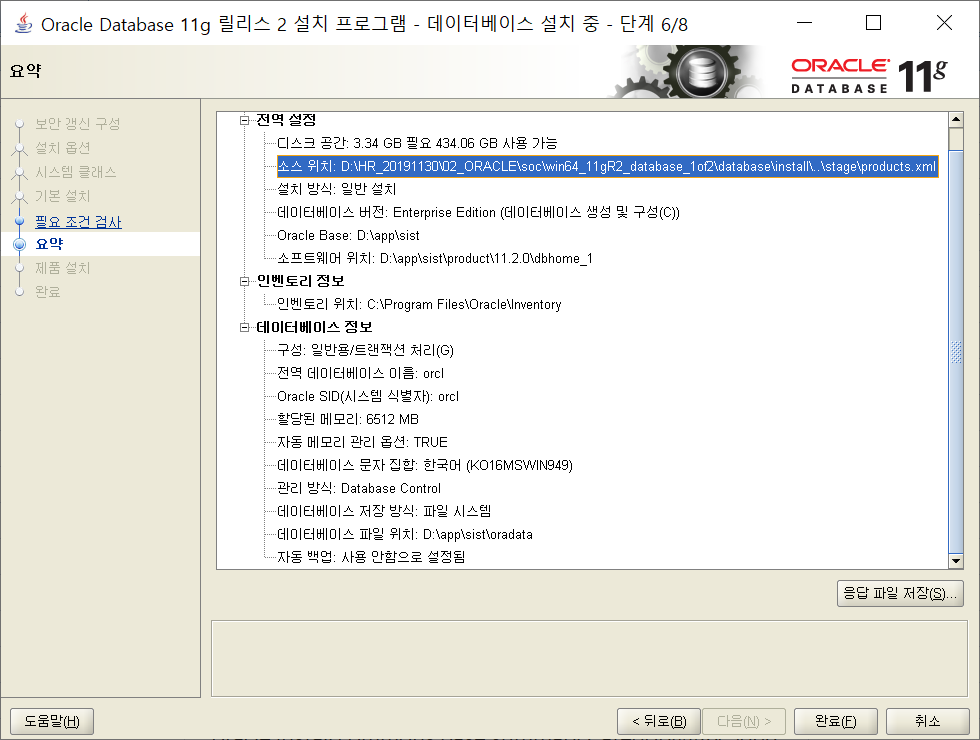 Oracle Database 11g 릴리스 2 설치 프로그램 - 데이터베이스 설치 중 - 단계 6/8
요약
ORACLE
DATABASE
11g
보안 갱신 구성
설치 옵션
시스템 클래스
기본 설치
필요 조건 검사
요약
제품 설치
완료
전역 설정
디스크 공간: 3.34 GB 필요 434.06 GB 사용 가능
소스 위치: D:\HR_20191130\02_ORACLE\soc\win64_11gR2_database_1of2\database\install\..\stage\products.xml
설치 방식: 일반 설치
데이터베이스 버전: Enterprise Edition (데이터베이스 생성 및 구성(C))
Oracle Base: D:\app\sist
소프트웨어 위치: D:\app\sist\product\11.2.0\dbhome_1
인벤토리 정보
인벤토리 위치: C:\Program Files\Oracle\Inventory
데이터베이스 정보
구성: 일반용/트랜잭션 처리(G)
전역 데이터베이스 이름: orcl
Oracle SID(시스템 식별자): orcl
할당된 메모리: 6512 MB
자동 메모리 관리 옵션: TRUE
데이터베이스 문자 집합: 한국어 (KO16MSWIN949)
관리 방식: Database Control
데이터베이스 저장 방식: 파일 시스템
데이터베이스 파일 위치: D:\app\sist\oradata
자동 백업: 사용 안함으로 설정됨
응답 파일 저장(S)...
도움말(H)
< 뒤로(B)
다음(N) >
완료(F)
취소